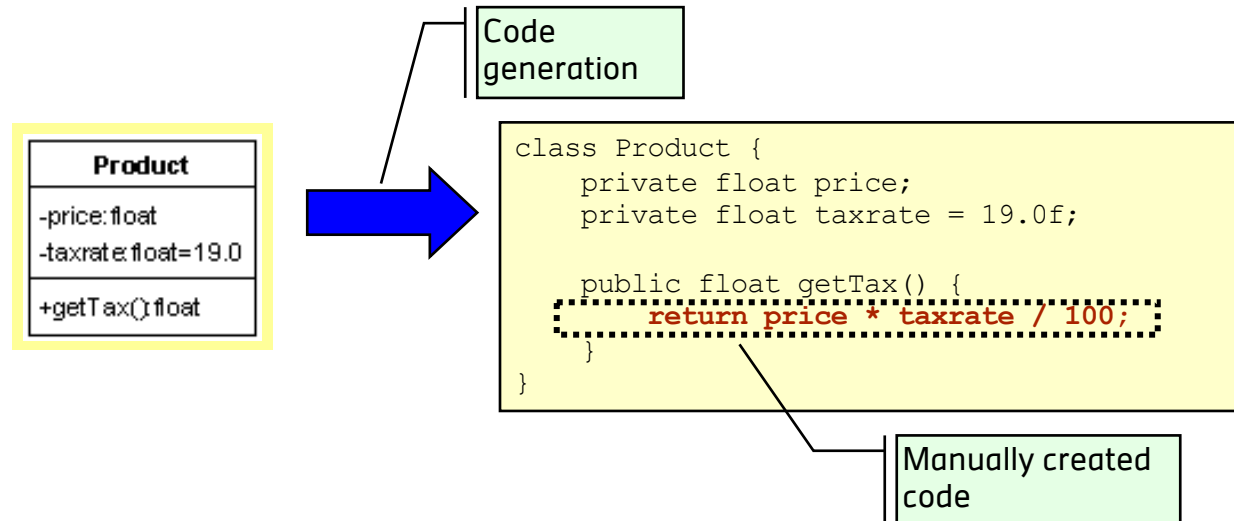 Code
generation
Product
-price:float
-taxrate:float=19.0
+getTax():float
class Product {
private float price;
private float taxrate = 19.0f;
public float getTax() {
return price * taxrate / 100;
}
}
Manually created
code